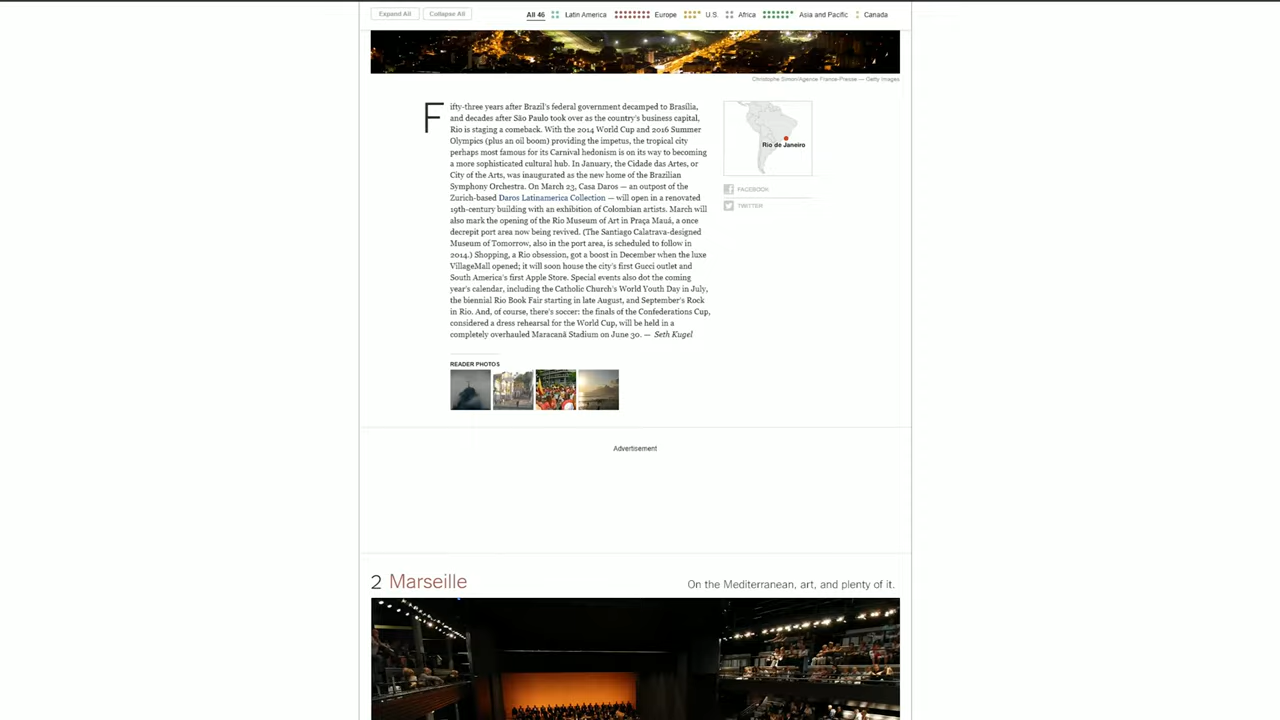 Expand All
Collapse All
All 46
Latin America
Europe
U.S.
Africa
Asia and Pacific
Canada
Christophe Simon/Agence France-Presse — Getty Images
Fifty-three years after Brazil's federal government decamped to Brasília,
and decades after São Paulo took over as the country's business capital,
Rio is staging a comeback. With the 2014 World Cup and 2016 Summer
Olympics (plus an oil boom) providing the impetus, the tropical city
perhaps most famous for its Carnival hedonism is on its way to becoming
a more sophisticated cultural hub. In January, the Cidade das Artes, or
City of the Arts, was inaugurated as the new home of the Brazilian
Symphony Orchestra. On March 23, Casa Daros — an outpost of the
Zurich-based Daros Latinamerica Collection — will open in a renovated
19th-century building with an exhibition of Colombian artists. March will
also mark the opening of the Rio Museum of Art in Praça Mauá, a once
decrepit port area now being revived. (The Santiago Calatrava-designed
Museum of Tomorrow, also in the port area, is scheduled to follow in
2014.) Shopping, a Rio obsession, got a boost in December when the luxe
VillageMall opened; it will soon house the city's first Gucci outlet and
South America's first Apple Store. Special events also dot the coming
year's calendar, including the Catholic Church's World Youth Day in July,
the biennial Rio Book Fair starting in late August, and September's Rock
in Rio. And, of course, there's soccer: the finals of the Confederations Cup,
considered a dress rehearsal for the World Cup, will be held in a
completely overhauled Maracanã Stadium on June 30. — Seth Kugel
Rio de Janeiro
FACEBOOK
TWITTER
READER PHOTOS
Advertisement
2 Marseille
On the Mediterranean, art, and plenty of it.